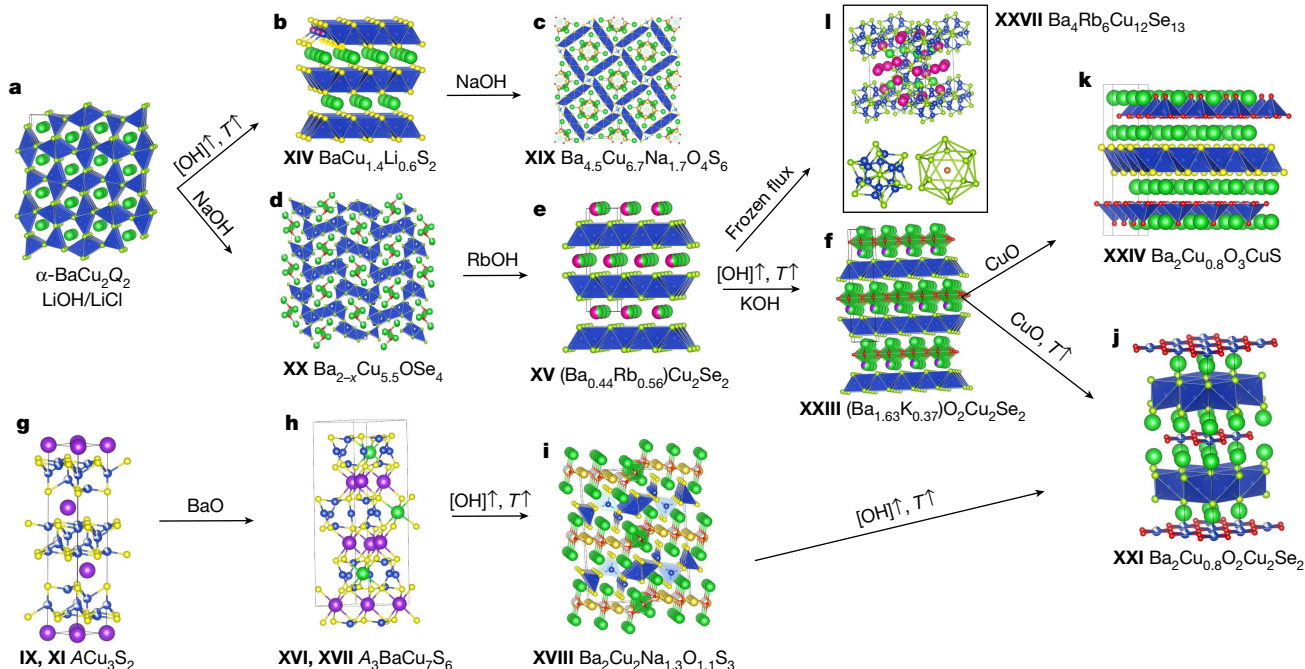 a
α-BaCu₂Q₂
LiOH/LiCl
[OH]↑, T↑
NaOH
b
XIV BaCu₁.₄Li₀.₆S₂
NaOH
c
XIX Ba₄.₅Cu₆.₇Na₁.₇O₄S₆
d
XX Ba₂₋ₓCu₅.₅OSe₄
RbOH
e
XV (Ba₀.₄₄Rb₀.₅₆)Cu₂Se₂
Frozen flux
[OH]↑, T↑
KOH
l
XXVII Ba₄Rb₆Cu₁₂Se₁₃
f
XXIII (Ba₁.₆₃K₀.₃₇)O₂Cu₂Se₂
CuO
CuO, T↑
k
XXIV Ba₂Cu₀.₈O₃CuS
j
XXI Ba₂Cu₀.₈O₂Cu₂Se₂
g
IX, XI ACu₃S₂
BaO
h
XVI, XVII A₃BaCu₇S₆
[OH]↑, T↑
i
XVIII Ba₂Cu₂Na₁.₃O₁.₁S₃
[OH]↑, T↑